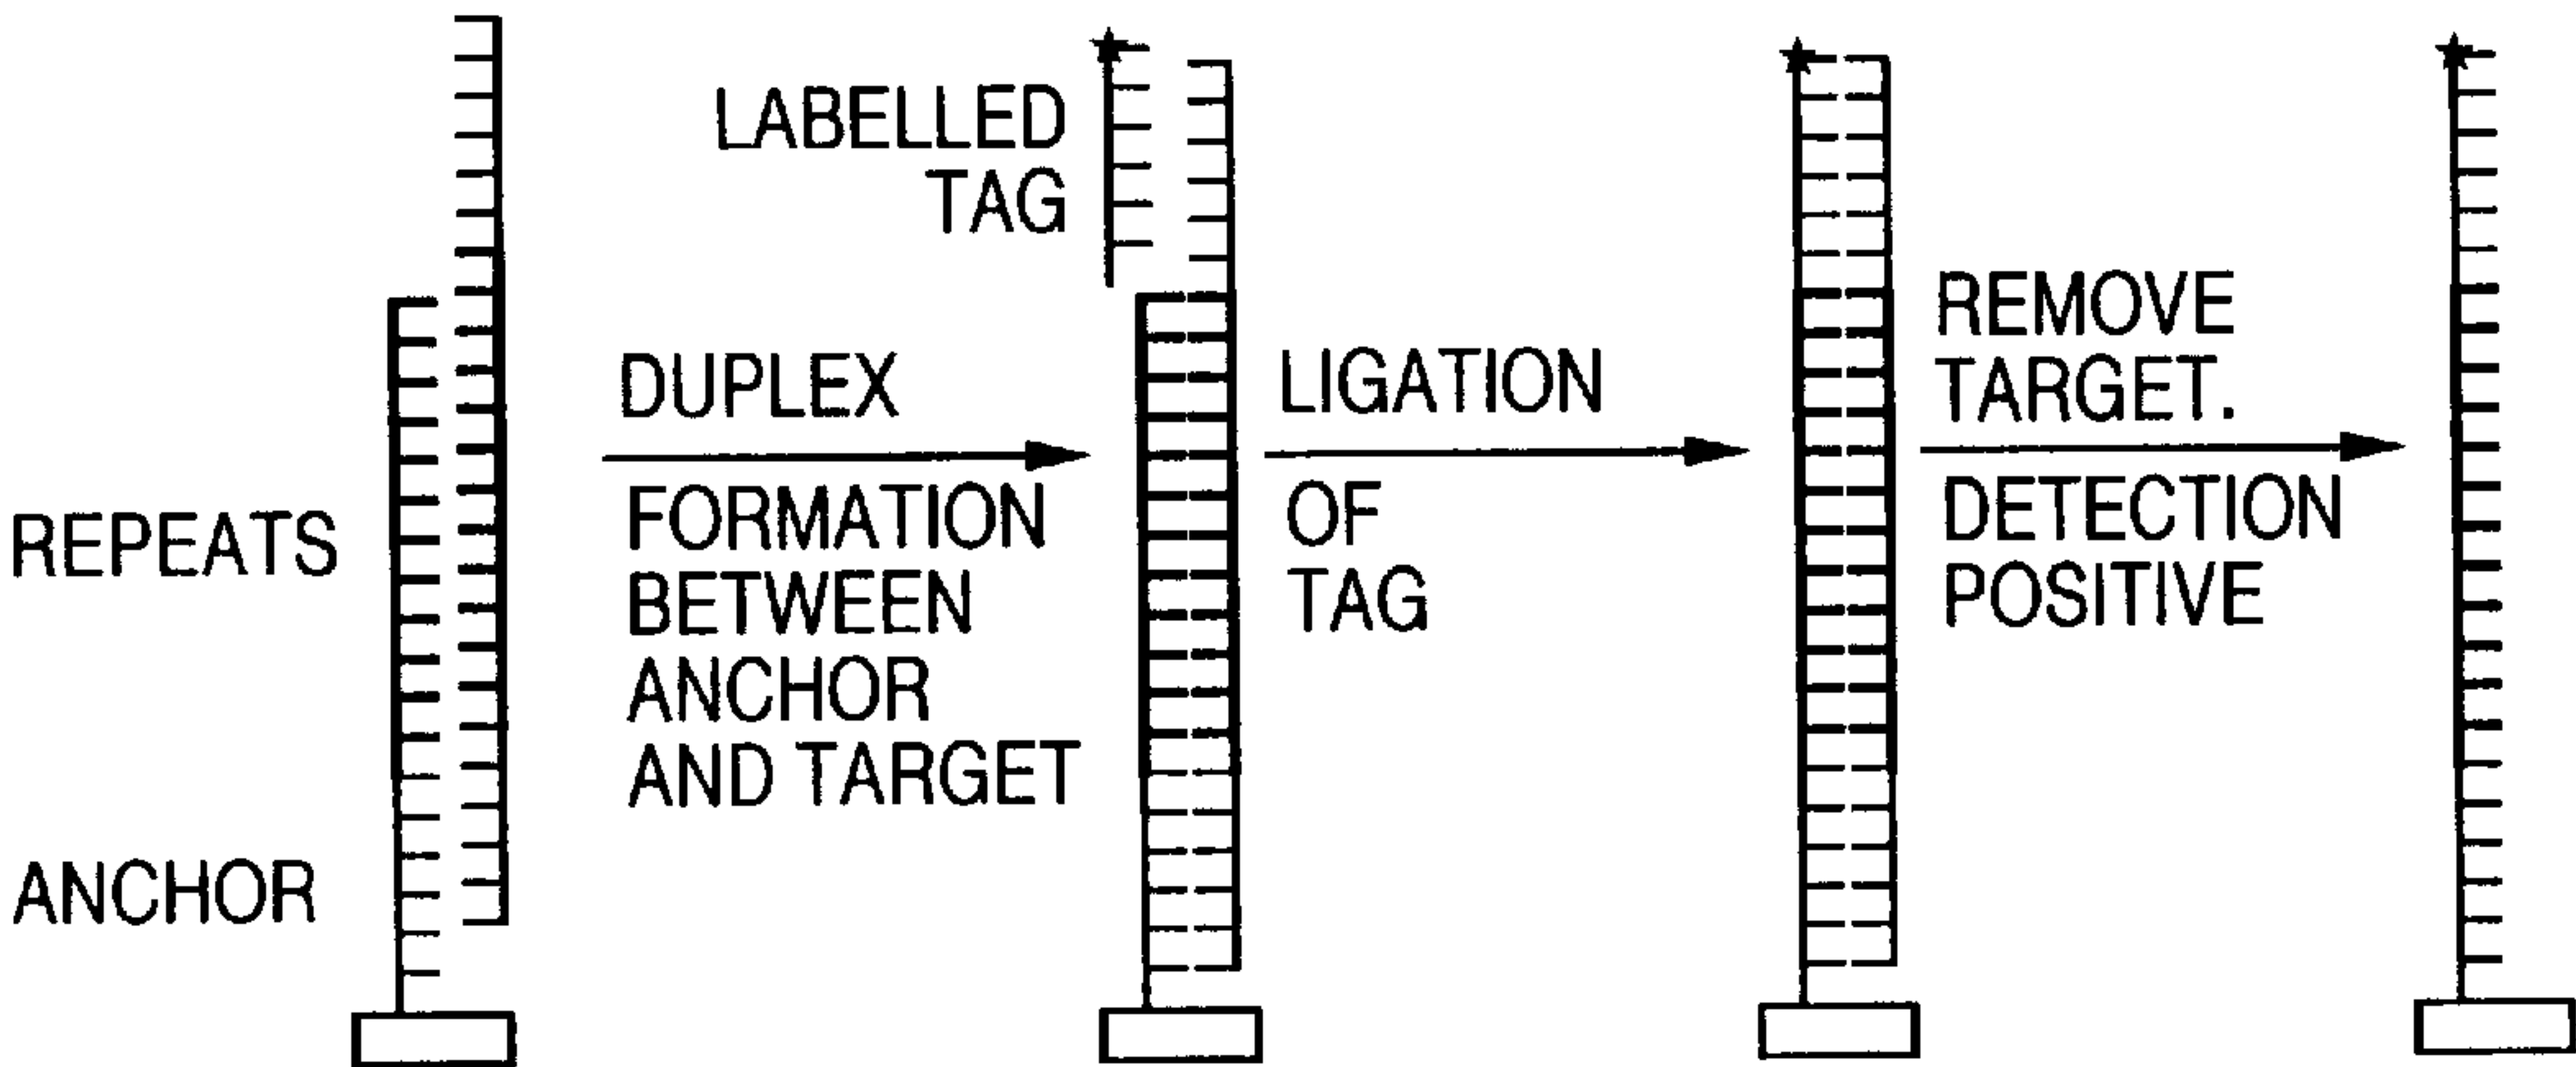 REPEATS
ANCHOR
DUPLEX
FORMATION
BETWEEN
ANCHOR
AND TARGET
LABELLED
TAG
LIGATION
OF
TAG
REMOVE
TARGET.
DETECTION
POSITIVE